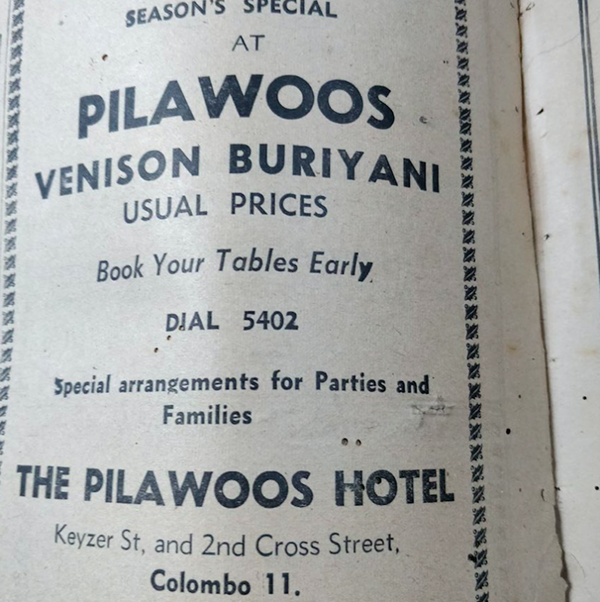 SEASON'S SPECIAL
AT
PILAWOOS
VENISON BURIYANI
USUAL PRICES
Book Your Tables Early
DIAL 5402
Special arrangements for Parties and
Families
THE PILAWOOS HOTEL
Keyzer St, and 2nd Cross Street,
Colombo 11.